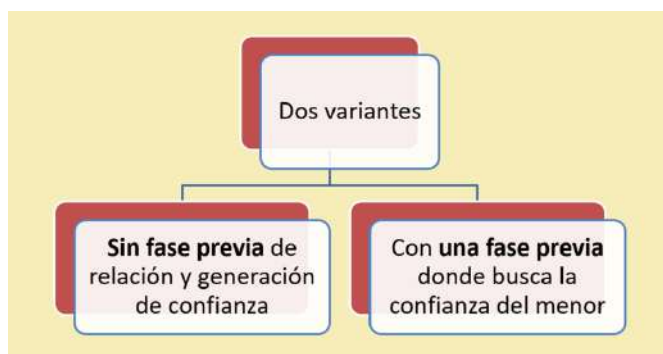 Dos variantes
Sin fase previa de
relación y generación
de confianza
Con una fase previa
donde busca la
confianza del menor